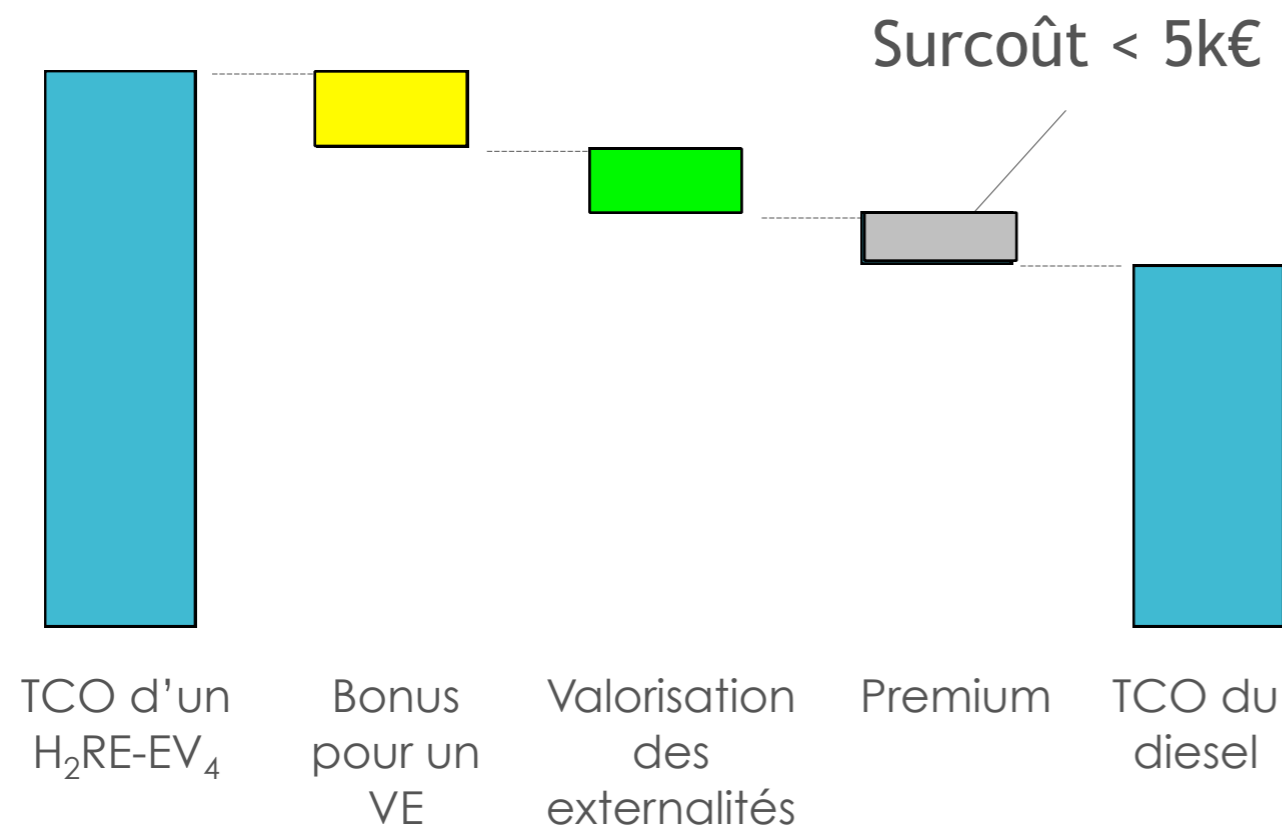 Surcoût < 5k€
TCO d’un
H₂RE-EV₄
Bonus
pour un
VE
Valorisation
des
externalités
Premium
TCO du
diesel